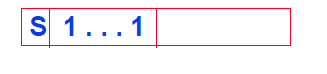 S 1 . . . 1